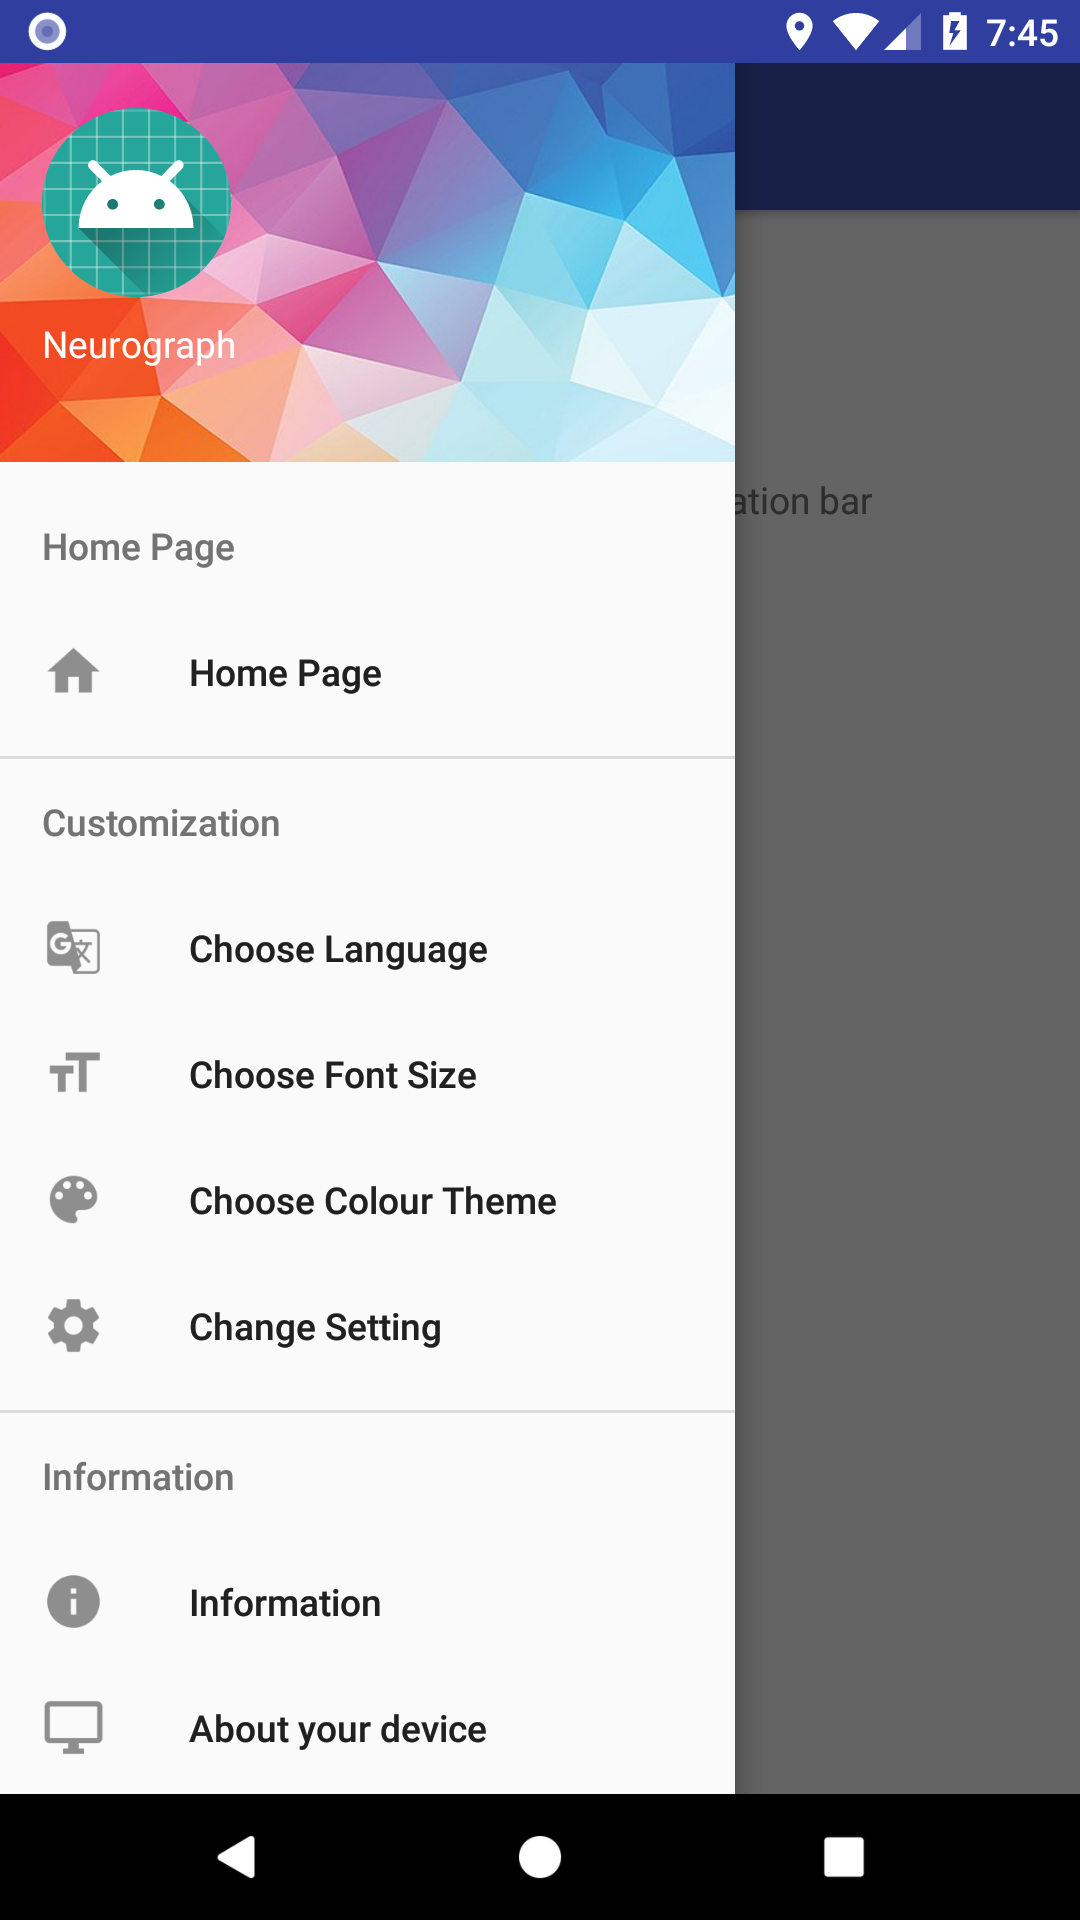 7:45
Neurograph
ation bar
Home Page
Home Page
Customization
Choose Language
Choose Font Size
Choose Colour Theme
Change Setting
Information
Information
About your device